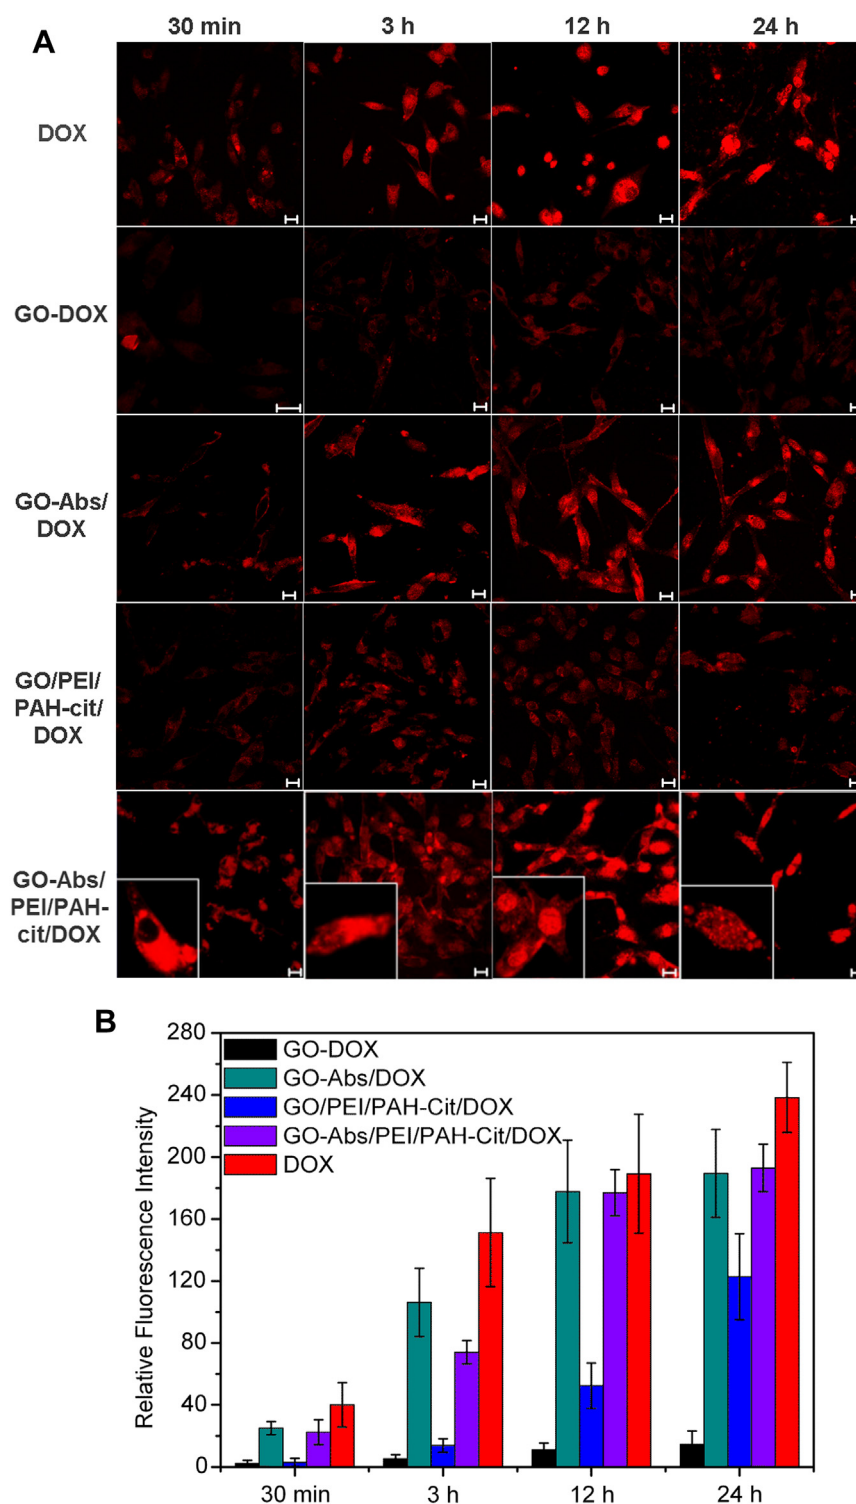 A
30 min
3 h
12 h
24 h
DOX
GO-DOX
GO-Abs/
DOX
GO/PEI/
PAH-cit/
DOX
GO-Abs/
PEI/PAH-
cit/DOX
B
280
240
200
160
120
80
40
0
Relative Fluorescence Intensity
GO-DOX
GO-Abs/DOX
GO/PEI/PAH-Cit/DOX
GO-Abs/PEI/PAH-Cit/DOX
DOX
30 min
3 h
12 h
24 h